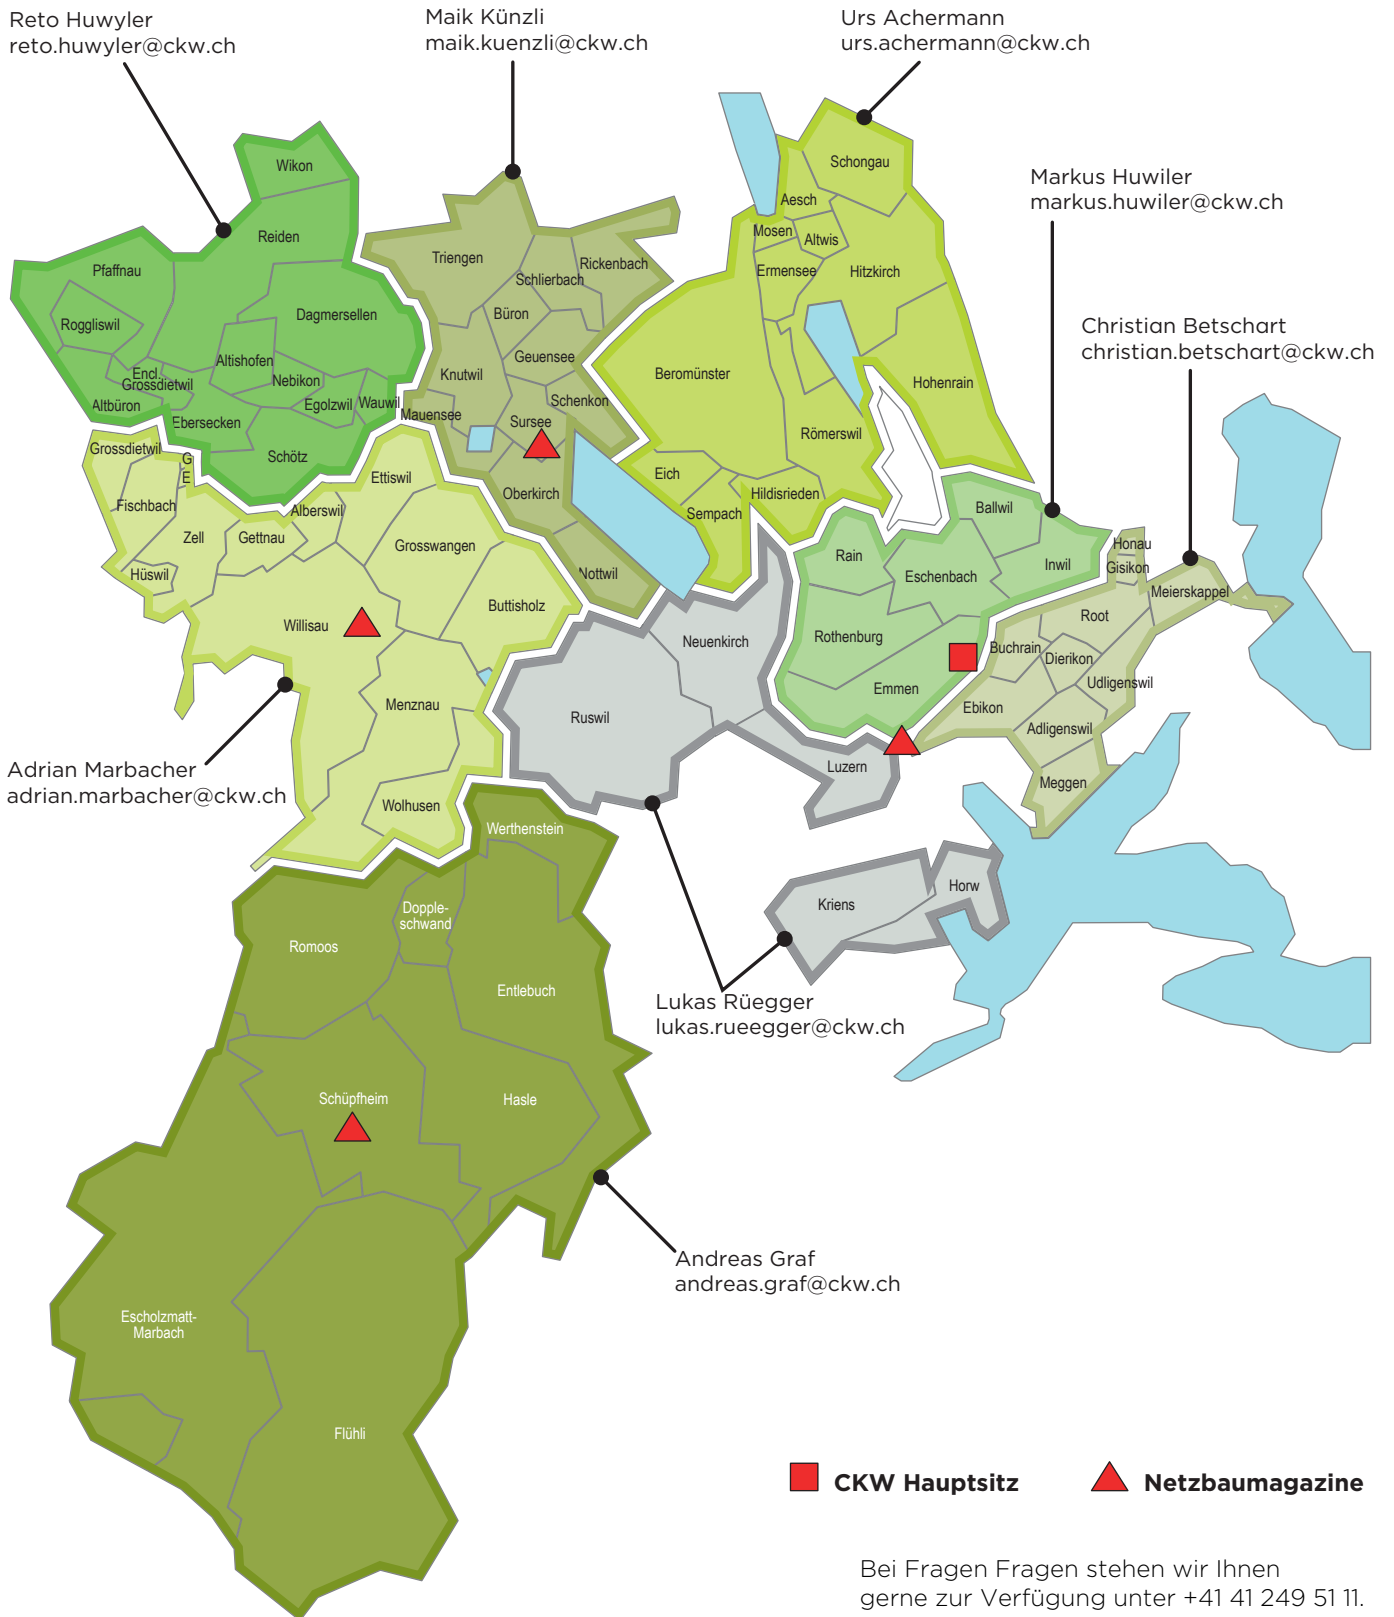 Reto Huwyler
reto.huwyler@ckw.ch
Maik Künzli
maik.kuenzli@ckw.ch
Urs Achermann
urs.achermann@ckw.ch
Markus Huwiler
markus.huwiler@ckw.ch
Christian Betschart
christian.betschart@ckw.ch
Wikon
Reiden
Pfaffnau
Roggliswil
Dagmersellen
Altishofen
Encl.
Grossdietwil
Nebikon
Altbüron
Egolzwil
Wauwil
Ebersecken
Schötz
Triengen
Rickenbach
Schlierbach
Büron
Geuensee
Knutwil
Schenkon
Mauensee
Sursee
Oberkirch
Nottwil
Schongau
Aesch
Mosen
Altwis
Ermensee
Hitzkirch
Beromünster
Hohenrain
Römerswil
Eich
Hildisrieden
Sempach
Grossdietwil
G
E
Ettiswil
Fischbach
Alberswil
Zell
Gettnau
Grosswangen
Hüswil
Buttisholz
Willisau
Menznau
Wolhusen
Ballwil
Rain
Inwil
Eschenbach
Rothenburg
Emmen
Honau
Gisikon
Meierskappel
Root
Buchrain
Dierikon
Udligenswil
Ebikon
Adligenswil
Meggen
Neuenkirch
Ruswil
Luzern
Kriens
Horw
Adrian Marbacher
adrian.marbacher@ckw.ch
Lukas Rüegger
lukas.rueegger@ckw.ch
Werthenstein
Dopple-
schwand
Romoos
Entlebuch
Schüpfheim
Hasle
Escholzmatt-
Marbach
Flühli
Andreas Graf
andreas.graf@ckw.ch
CKW Hauptsitz
Netzbaumagazine
Bei Fragen Fragen stehen wir Ihnen
gerne zur Verfügung unter +41 41 249 51 11.